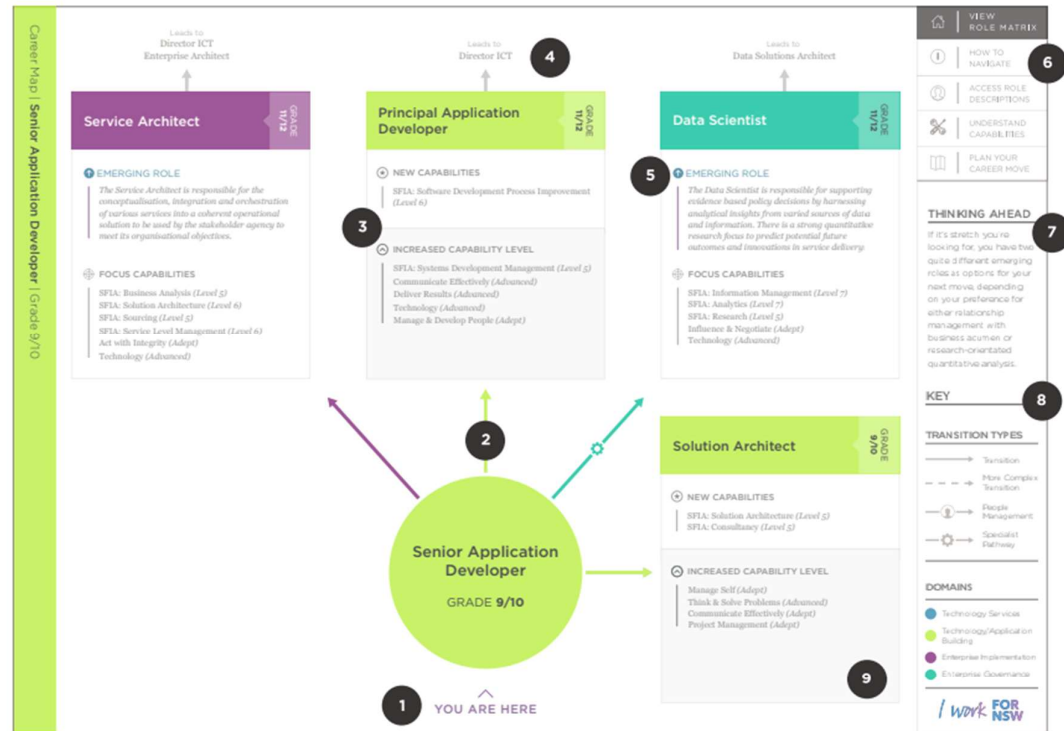 Career Map | Senior Application Developer | Grade 9/10
Leads to
Director ICT
Enterprise Architect
Service Architect
GRADE
11/12
EMERGING ROLE
The Service Architect is responsible for the
conceptualisation, integration and orchestration
of various services into a coherent operational
solution to be used by the stakeholder agency to
meet its organisational objectives.
FOCUS CAPABILITIES
SFIA: Business Analysis (Level 5)
SFIA: Solution Architecture (Level 6)
SFIA: Sourcing (Level 5)
SFIA: Service Level Management (Level 6)
Act with Integrity (Adept)
Technology (Advanced)
Leads to
Director ICT
4
Principal Application
Developer
GRADE
11/12
NEW CAPABILITIES
SFIA: Software Development Process Improvement
(Level 6)
3
INCREASED CAPABILITY LEVEL
SFIA: Systems Development Management (Level 5)
Communicate Effectively (Advanced)
Deliver Results (Advanced)
Technology (Advanced)
Manage & Develop People (Adept)
Leads to
Data Solutions Architect
Data Scientist
GRADE
11/12
5
EMERGING ROLE
The Data Scientist is responsible for supporting
evidence based policy decisions by harnessing
analytical insights from varied sources of data
and information. There is a strong quantitative
research focus to predict potential future
outcomes and innovations in service delivery.
FOCUS CAPABILITIES
SFIA: Information Management (Level 7)
SFIA: Analytics (Level 7)
SFIA: Research (Level 5)
Influence & Negotiate (Adept)
Technology (Advanced)
2
Senior Application
Developer
GRADE 9/10
1
YOU ARE HERE
Solution Architect
GRADE
9/10
NEW CAPABILITIES
SFIA: Solution Architecture (Level 5)
SFIA: Consultancy (Level 5)
INCREASED CAPABILITY LEVEL
Manage Self (Adept)
Think & Solve Problems (Advanced)
Communicate Effectively (Adept)
Project Management (Adept)
9
VIEW
ROLE MATRIX
HOW TO
NAVIGATE
6
ACCESS ROLE
DESCRIPTIONS
UNDERSTAND
CAPABILITIES
PLAN YOUR
CAREER MOVE
THINKING AHEAD
7
If it's stretch you're
looking for, you have two
quite different emerging
roles as options for your
next move, depending
on your preference for
either relationship
management with
business acumen or
research-orientated
quantitative analysis.
KEY
8
TRANSITION TYPES
Transition
More Complex
Transition
People
Management
Specialist
Pathway
DOMAINS
Technology Services
Technology/Application
Building
Enterprise Implementation
Enterprise Governance
I work FOR
NSW